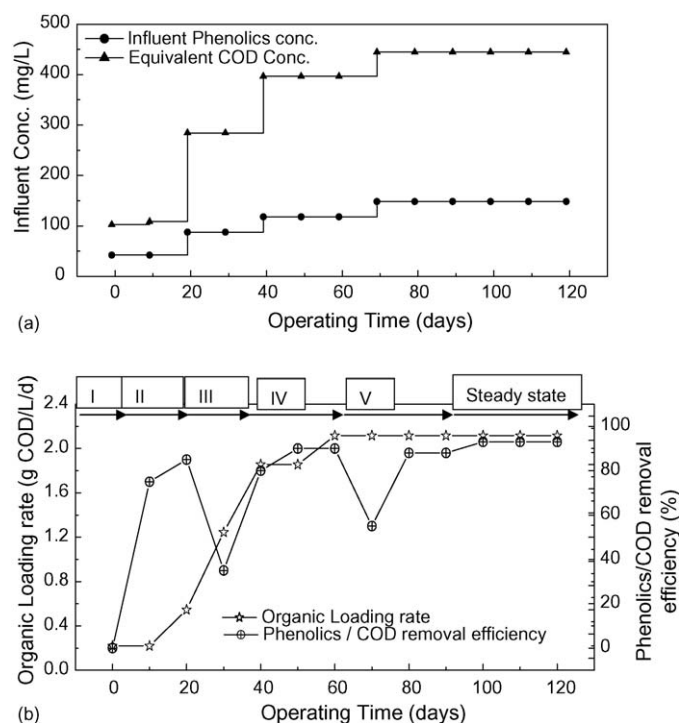 500
400
300
200
100
0
Influent Conc. (mg/L)
Influent Phenolics conc.
Equivalent COD Conc.
0 20 40 60 80 100 120
(a)
Operating Time (days)
I II III IV V Steady state
2.4
2.0
1.6
1.2
0.8
0.4
0.0
Organic Loading rate (g COD/L/d)
100
80
60
40
20
0
Phenolics/COD removal
efficiency (%)
Organic Loading rate
Phenolics / COD removal efficiency
0 20 40 60 80 100 120
(b)
Operating Time (days)